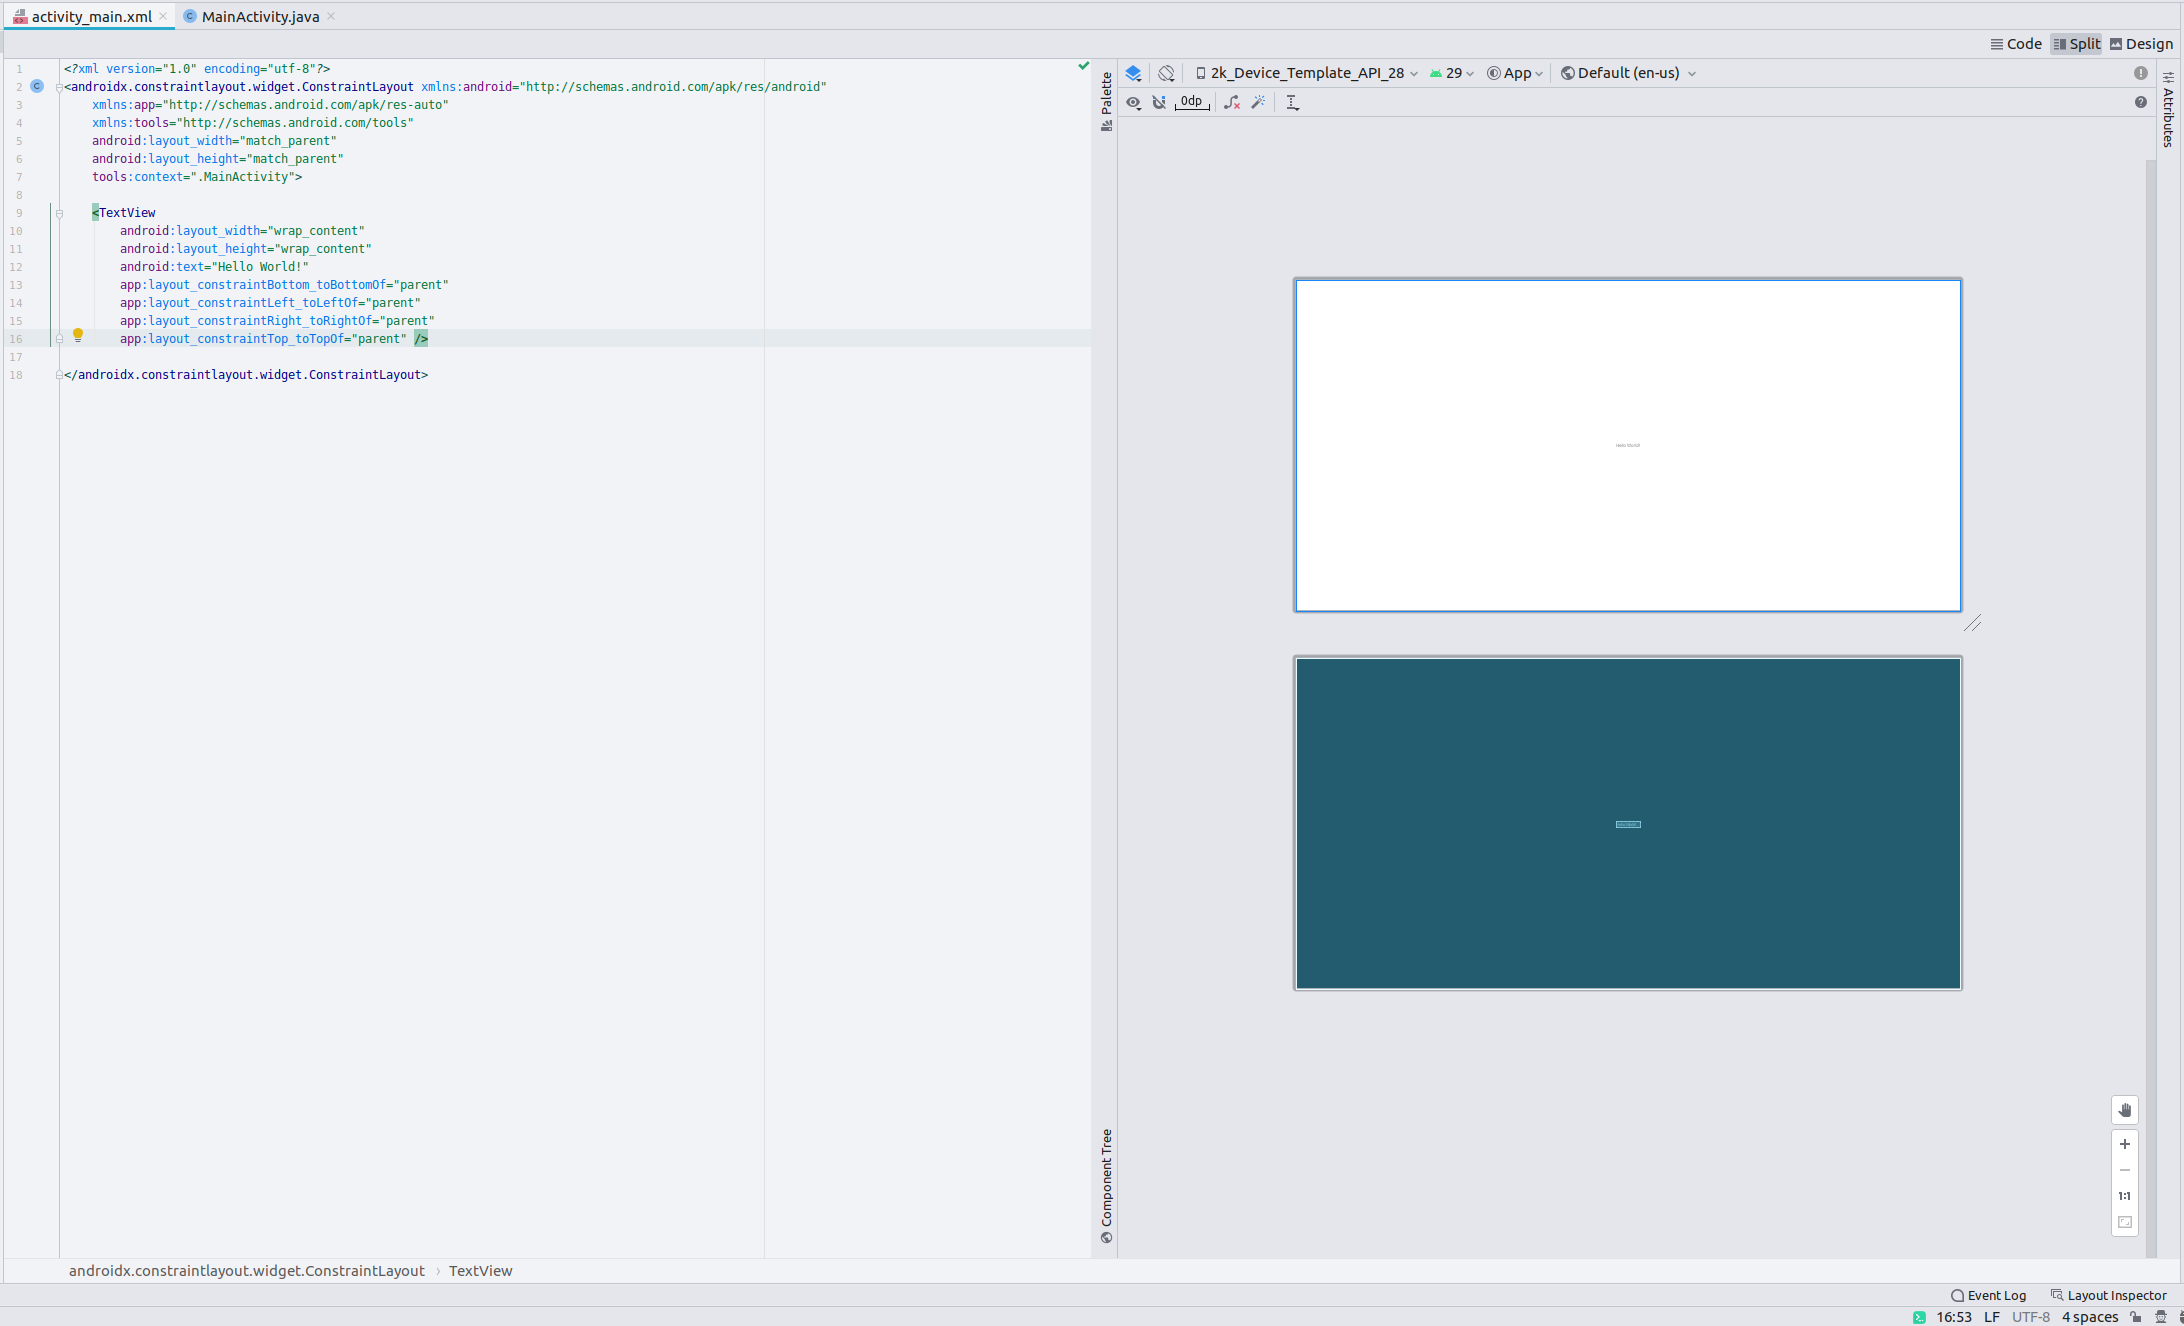 activity_main.xml MainActivity.java
Code Split Design
1 <?xml version="1.0" encoding="utf-8"?>
2 <androidx.constraintlayout.widget.ConstraintLayout xmlns:android="http://schemas.android.com/apk/res/android"
3 xmlns:app="http://schemas.android.com/apk/res-auto"
4 xmlns:tools="http://schemas.android.com/tools"
5 android:layout_width="match_parent"
6 android:layout_height="match_parent"
7 tools:context=".MainActivity">
8
9 <TextView
10 android:layout_width="wrap_content"
11 android:layout_height="wrap_content"
12 android:text="Hello World!"
13 app:layout_constraintBottom_toBottomOf="parent"
14 app:layout_constraintLeft_toLeftOf="parent"
15 app:layout_constraintRight_toRightOf="parent"
16 app:layout_constraintTop_toTopOf="parent" />
17
18 </androidx.constraintlayout.widget.ConstraintLayout>
Palette
Component Tree
2k_Device_Template_API_28 29 App Default (en-us)
0dp
Attributes
Hello World!
1:1
androidx.constraintlayout.widget.ConstraintLayout › TextView
Event Log Layout Inspector
16:53 LF UTF-8 4 spaces